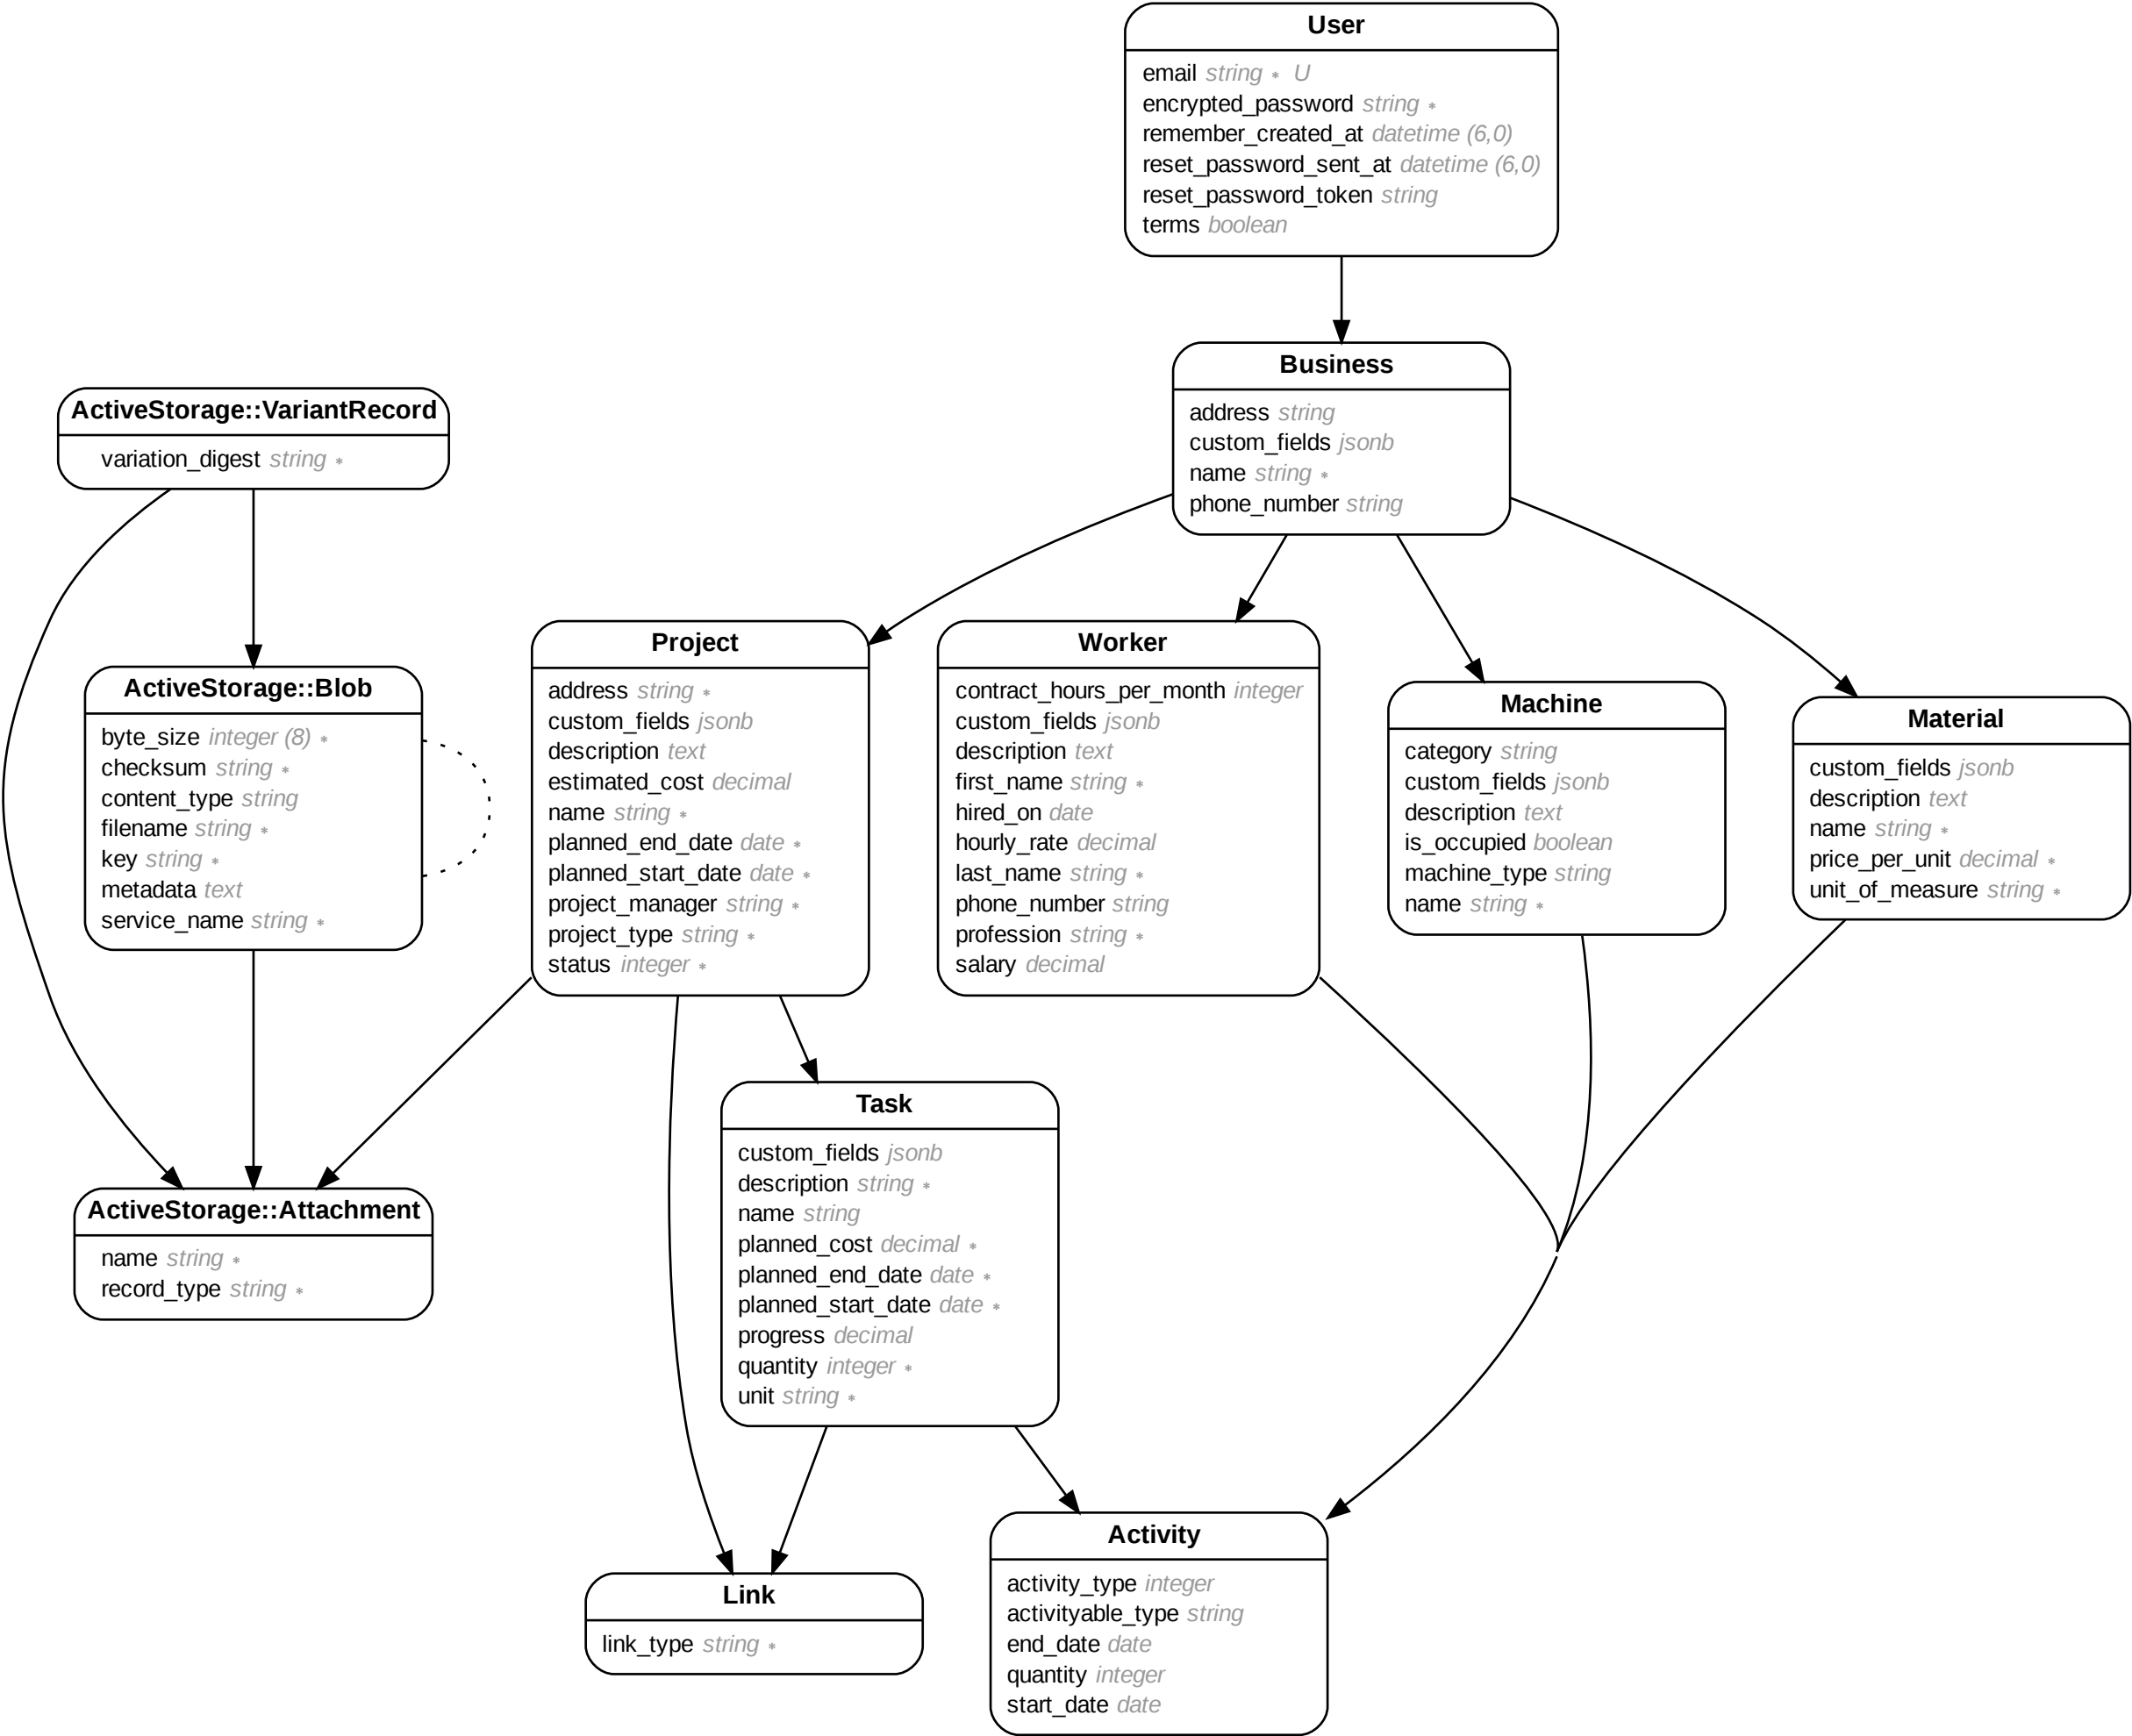 User
email string * U
encrypted_password string *
remember_created_at datetime (6,0)
reset_password_sent_at datetime (6,0)
reset_password_token string
terms boolean
Business
address string
custom_fields jsonb
name string *
phone_number string
ActiveStorage::VariantRecord
variation_digest string *
ActiveStorage::Blob
byte_size integer (8) *
checksum string *
content_type string
filename string *
key string *
metadata text
service_name string *
Project
address string *
custom_fields jsonb
description text
estimated_cost decimal
name string *
planned_end_date date *
planned_start_date date *
project_manager string *
project_type string *
status integer *
Worker
contract_hours_per_month integer
custom_fields jsonb
description text
first_name string *
hired_on date
hourly_rate decimal
last_name string *
phone_number string
profession string *
salary decimal
Machine
category string
custom_fields jsonb
description text
is_occupied boolean
machine_type string
name string *
Material
custom_fields jsonb
description text
name string *
price_per_unit decimal *
unit_of_measure string *
Task
custom_fields jsonb
description string *
name string
planned_cost decimal *
planned_end_date date *
planned_start_date date *
progress decimal
quantity integer *
unit string *
ActiveStorage::Attachment
name string *
record_type string *
Link
link_type string *
Activity
activity_type integer
activityable_type string
end_date date
quantity integer
start_date date